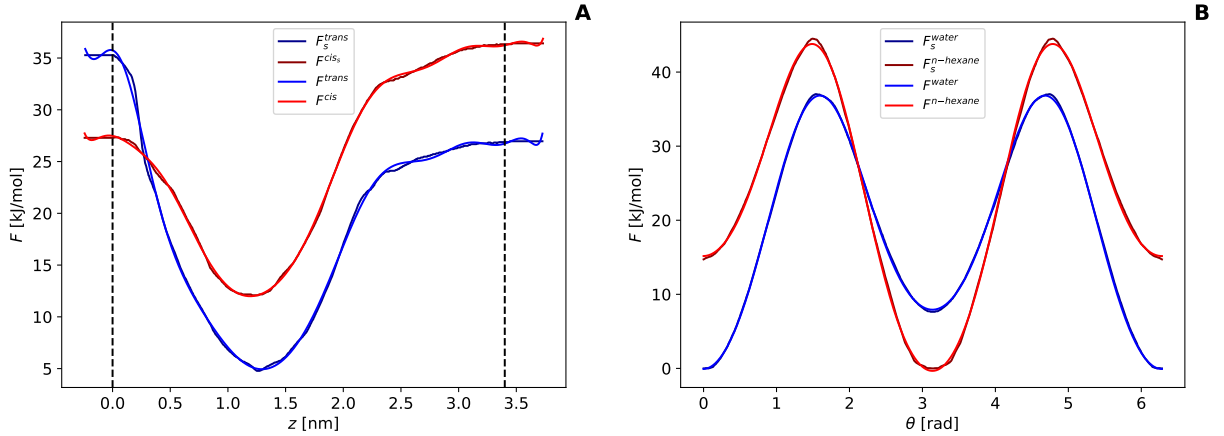 A
F [kJ/mol]
35
30
25
20
15
10
5
F_s^{trans}
F_s^{cis_s}
F^{trans}
F^{cis}
0.0 0.5 1.0 1.5 2.0 2.5 3.0 3.5
z [nm]
B
F [kJ/mol]
40
30
20
10
0
F_s^{water}
F_s^{n-hexane}
F^{water}
F^{n-hexane}
0 1 2 3 4 5 6
θ [rad]